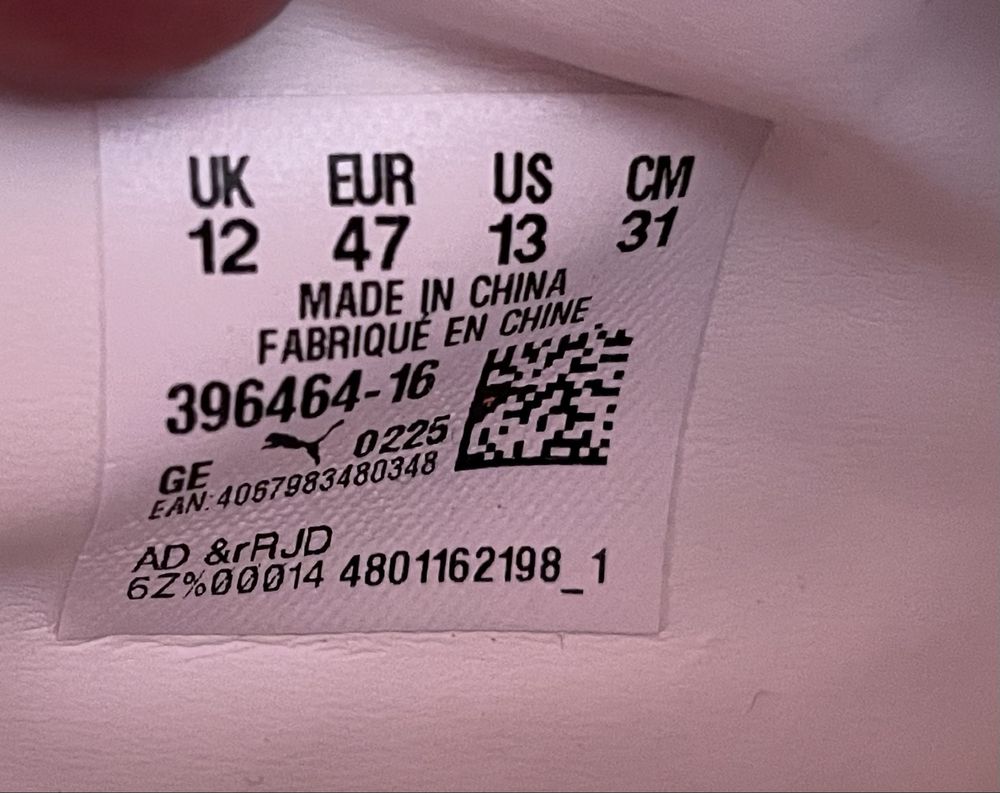 UK EUR US CM
12 47 13 31
MADE IN CHINA
FABRIQUÉ EN CHINE
396464-16
GE 0225
EAN:4067983480348
AD &rRJD
6Z%00014 4801162198_1